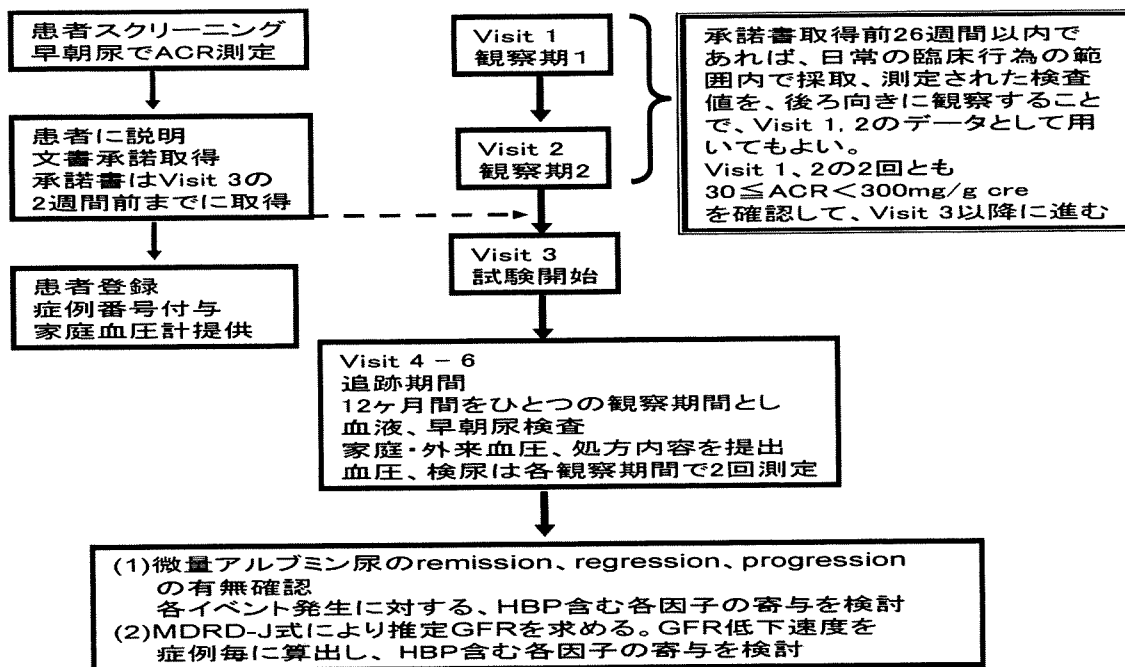 患者スクリーニング
早朝尿でACR測定
患者に説明
文書承諾取得
承諾書はVisit 3の
2週間前までに取得
患者登録
症例番号付与
家庭血圧計提供
Visit 1
観察期1
Visit 2
観察期2
承諾書取得前26週間以内で
あれば、日常の臨床行為の範
囲内で採取、測定された検査
値を、後ろ向きに観察すること
で、Visit 1, 2のデータとして用
いてもよい。
Visit 1、2の2回とも
30≦ACR<300mg/g cre
を確認して、Visit 3以降に進む
Visit 3
試験開始
Visit 4 - 6
追跡期間
12ヶ月間をひとつの観察期間とし
血液、早朝尿検査
家庭・外来血圧、処方内容を提出
血圧、検尿は各観察期間で2回測定
(1)微量アルブミン尿のremission、regression、progression
の有無確認
各イベント発生に対する、HBP含む各因子の寄与を検討
(2)MDRD-J式により推定GFRを求める。GFR低下速度を
症例毎に算出し、HBP含む各因子の寄与を検討